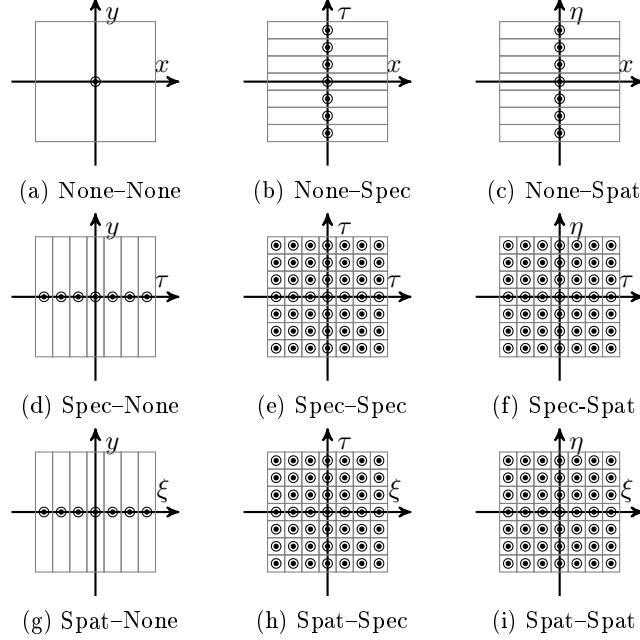 y τ η
x x x
(a) None–None (b) None–Spec (c) None–Spat
y τ η
τ τ τ
(d) Spec–None (e) Spec–Spec (f) Spec-Spat
y τ η
ξ ξ ξ
(g) Spat–None (h) Spat–Spec (i) Spat–Spat